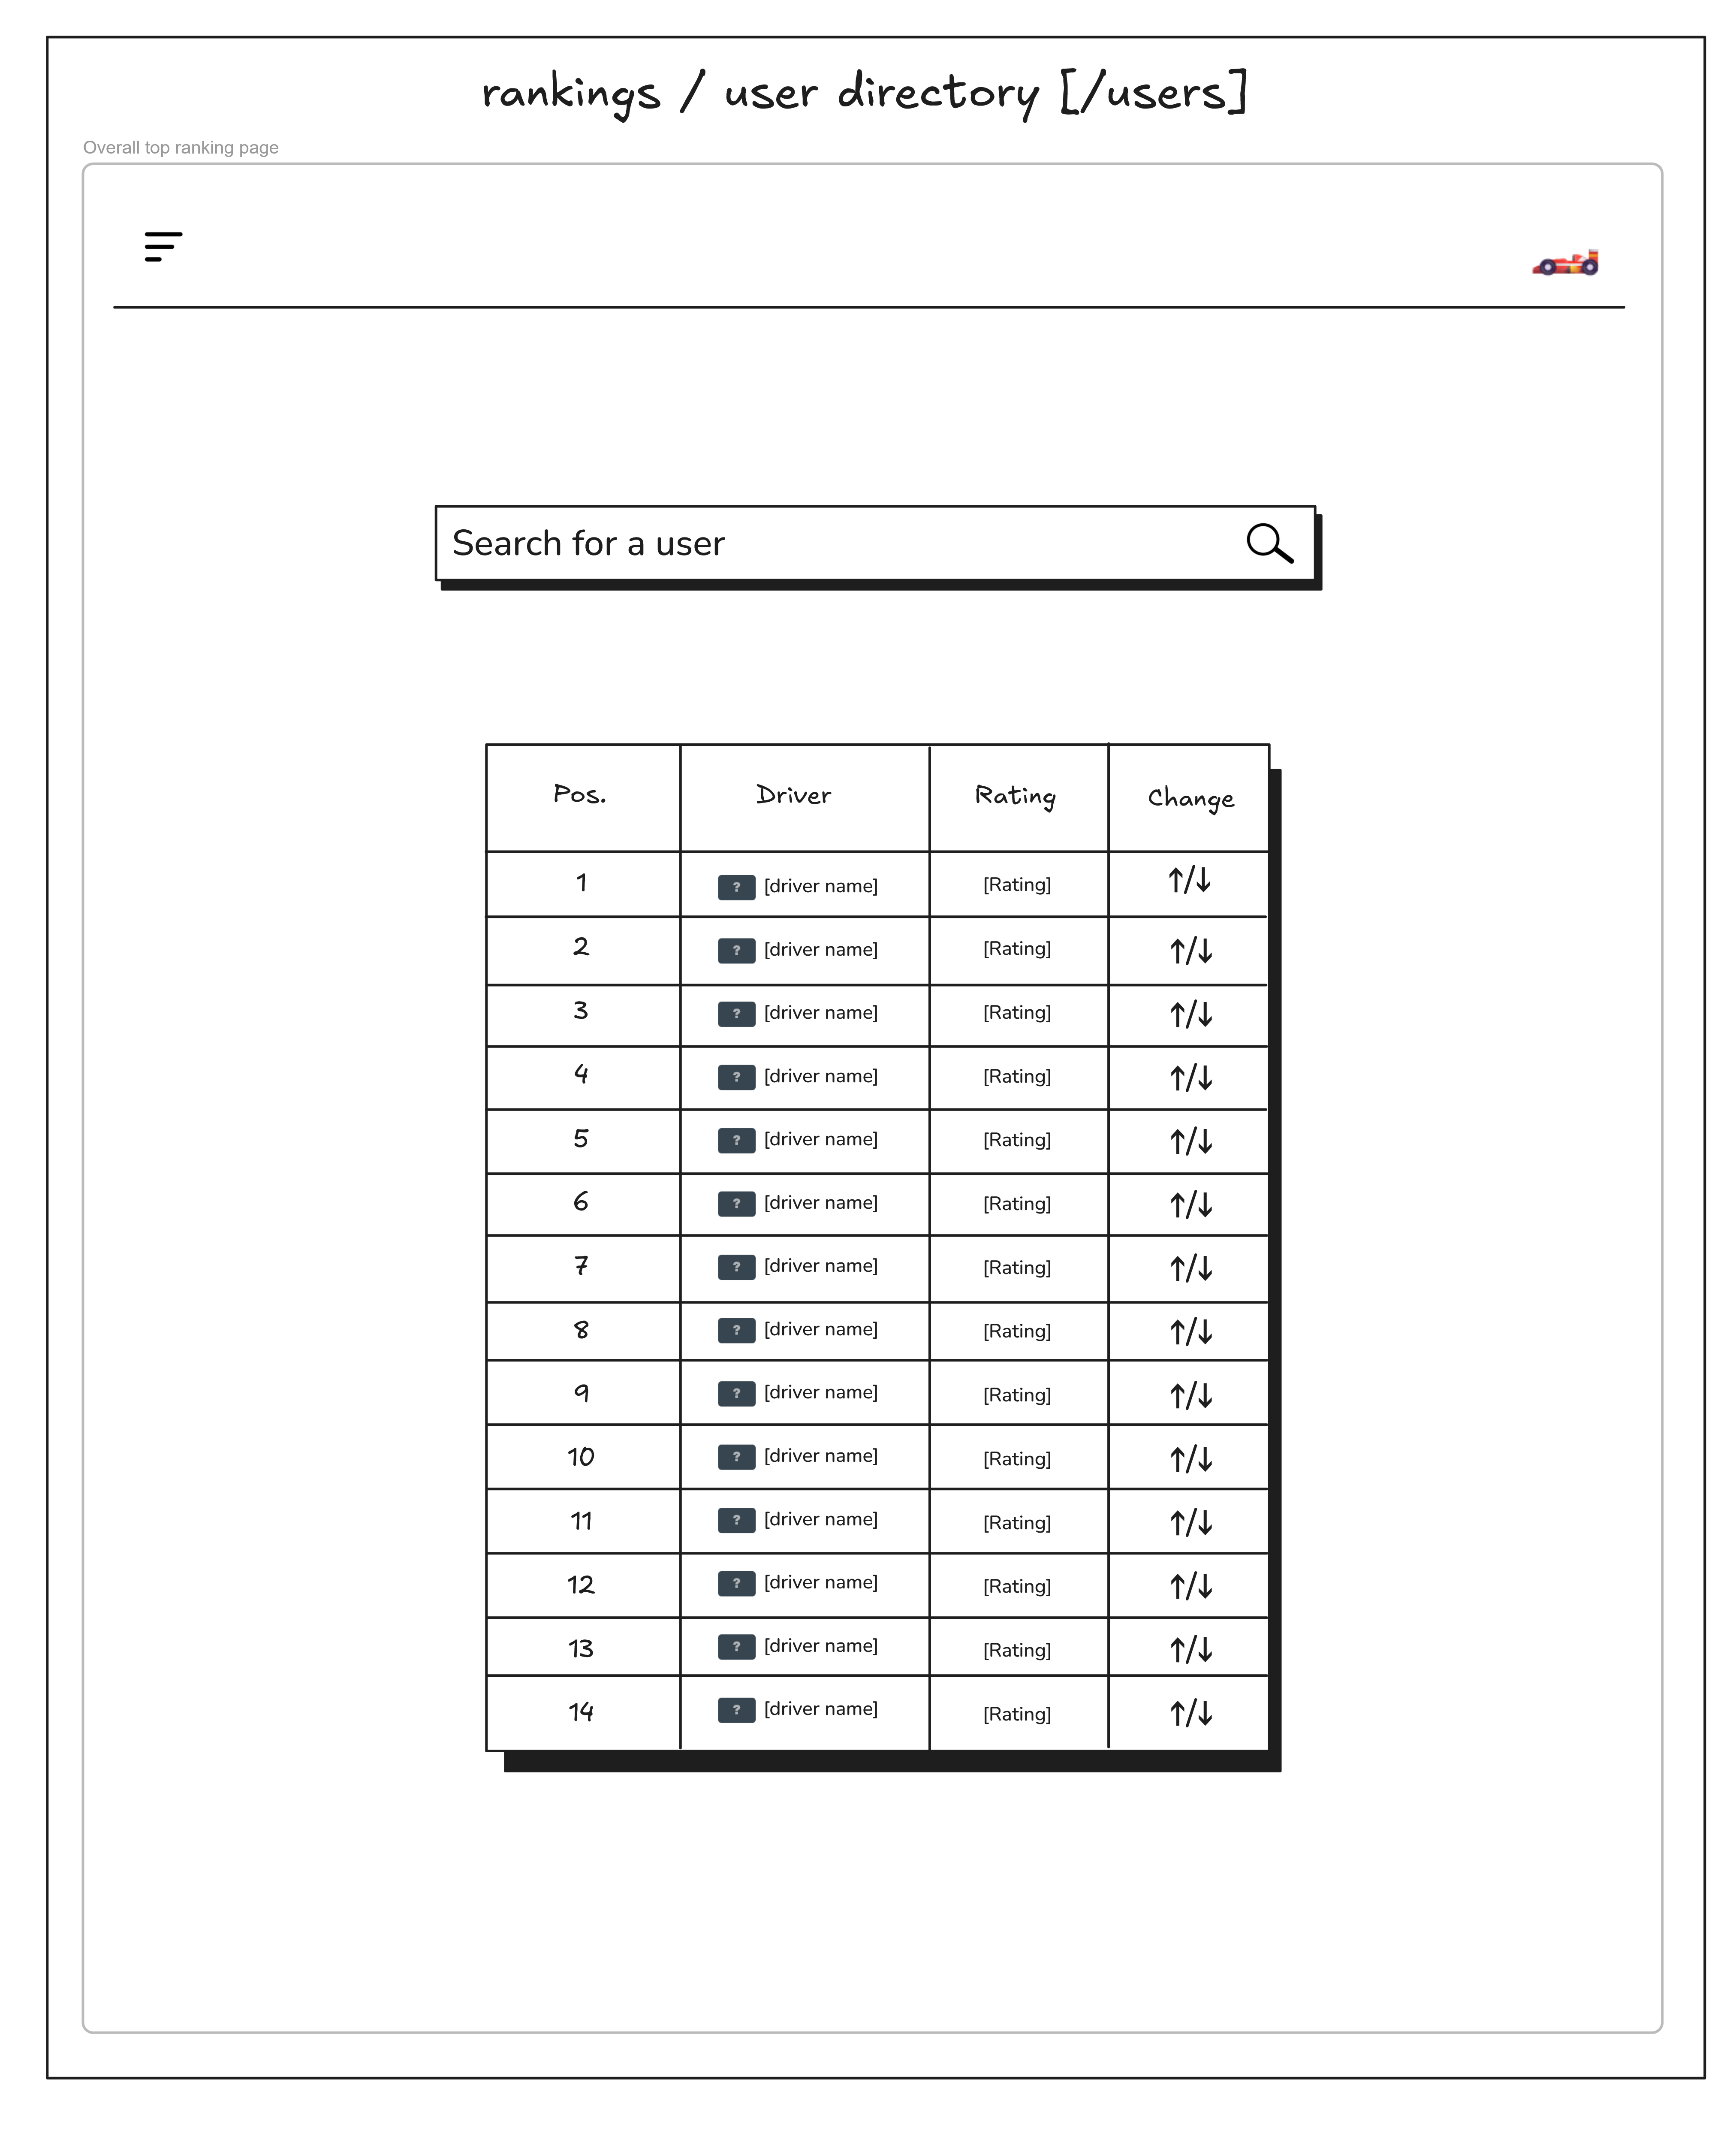 rankings / user directory [/users]
Overall top ranking page
Search for a user
Pos. Driver Rating Change
1 ? [driver name] [Rating] ↑/↓
2 ? [driver name] [Rating] ↑/↓
3 ? [driver name] [Rating] ↑/↓
4 ? [driver name] [Rating] ↑/↓
5 ? [driver name] [Rating] ↑/↓
6 ? [driver name] [Rating] ↑/↓
7 ? [driver name] [Rating] ↑/↓
8 ? [driver name] [Rating] ↑/↓
9 ? [driver name] [Rating] ↑/↓
10 ? [driver name] [Rating] ↑/↓
11 ? [driver name] [Rating] ↑/↓
12 ? [driver name] [Rating] ↑/↓
13 ? [driver name] [Rating] ↑/↓
14 ? [driver name] [Rating] ↑/↓